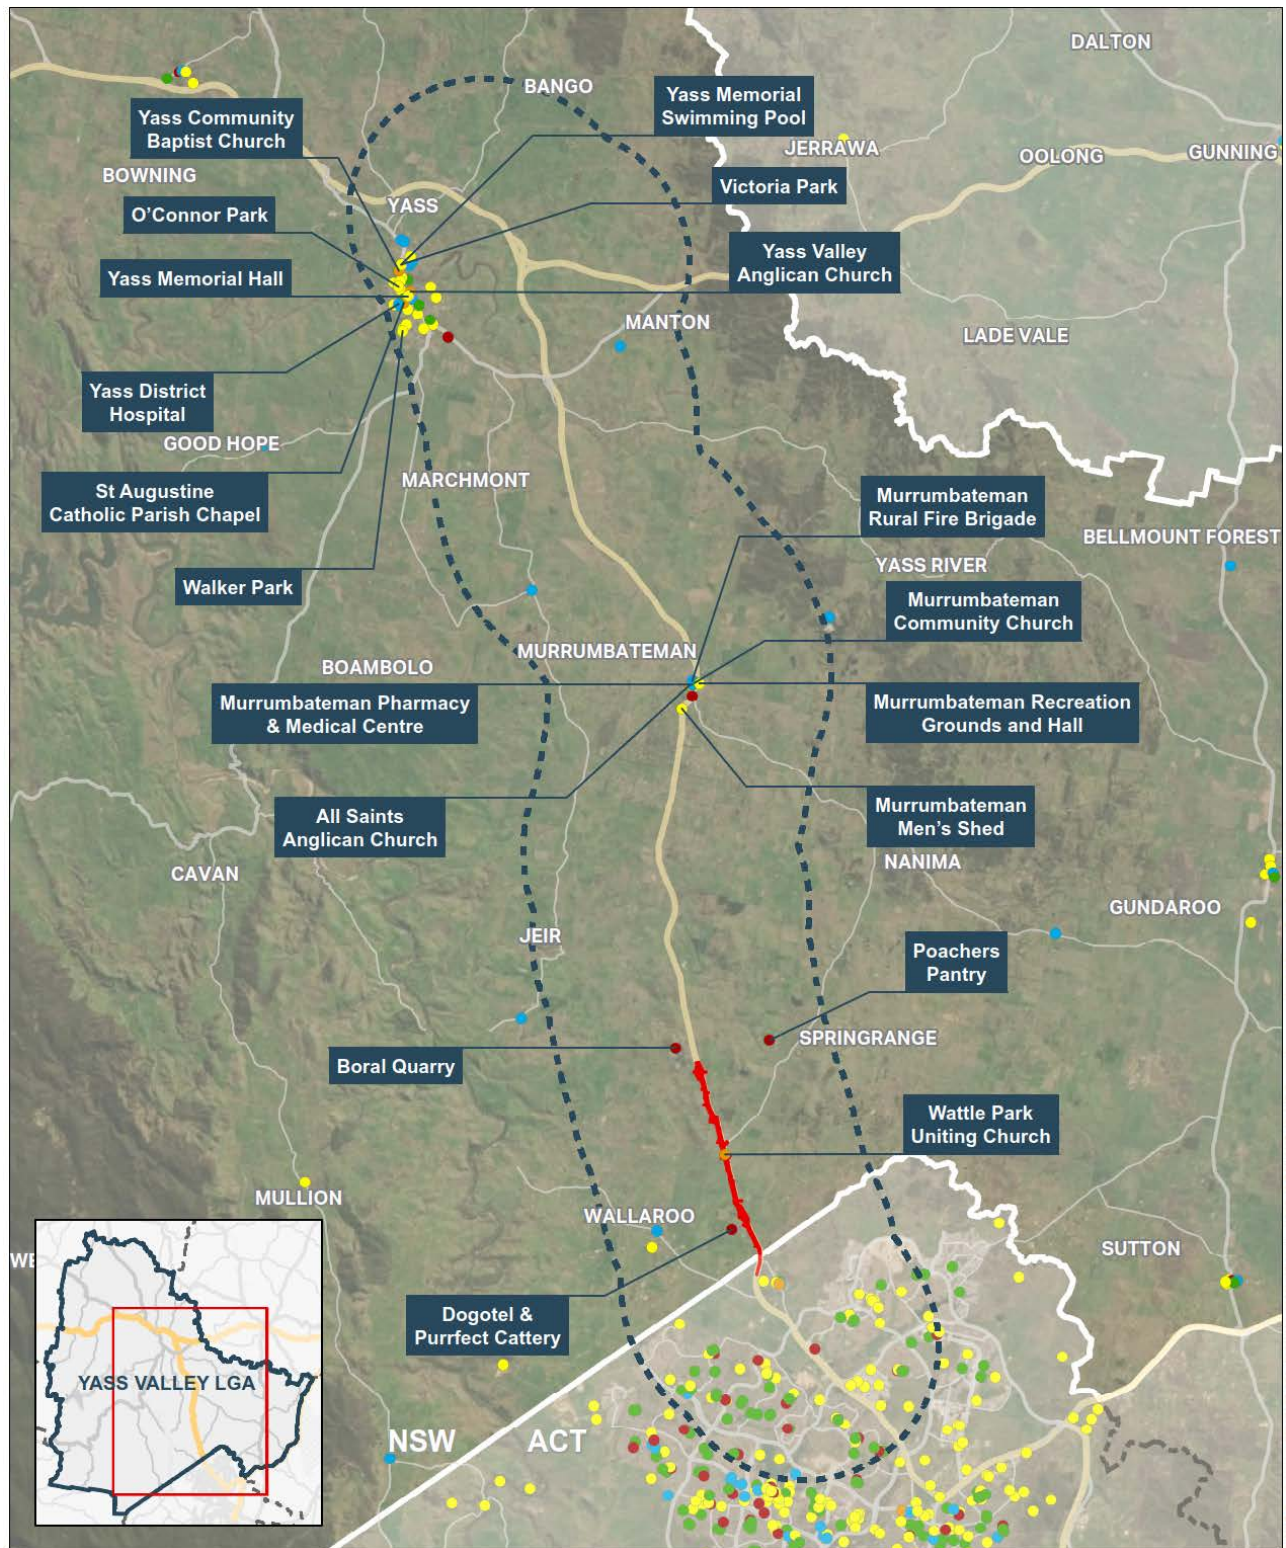 DALTON
BANGO
Yass Memorial
Swimming Pool
Yass Community
Baptist Church
JERRAWA
OOLONG
GUNNING
BOWNING
Victoria Park
YASS
O'Connor Park
Yass Valley
Anglican Church
Yass Memorial Hall
MANTON
LADE VALE
Yass District
Hospital
GOOD HOPE
MARCHMONT
St Augustine
Catholic Parish Chapel
Murrumbateman
Rural Fire Brigade
BELLMOUNT FOREST
YASS RIVER
Walker Park
Murrumbateman
Community Church
MURRUMBATEMAN
BOAMBOLO
Murrumbateman Pharmacy
& Medical Centre
Murrumbateman Recreation
Grounds and Hall
All Saints
Anglican Church
Murrumbateman
Men's Shed
NANIMA
CAVAN
GUNDAROO
JEIR
Poachers
Pantry
SPRINGRANGE
Boral Quarry
Wattle Park
Uniting Church
MULLION
WALLAROO
SUTTON
WE
Dogotel &
Purrfect Cattery
YASS VALLEY LGA
NSW
ACT